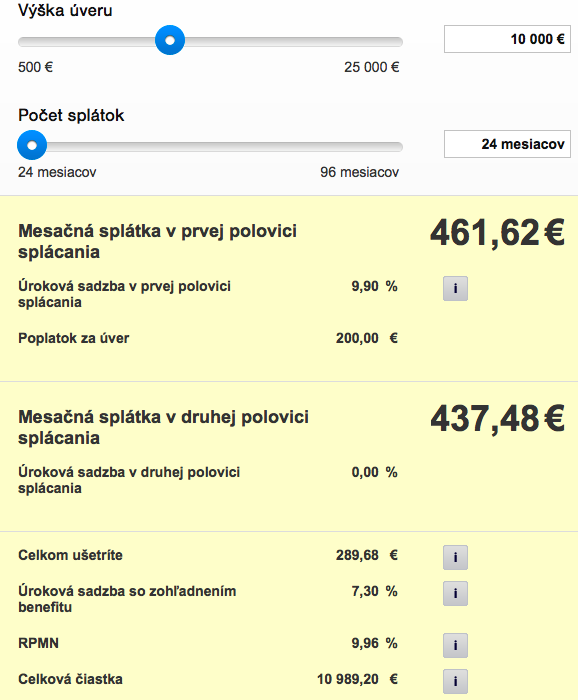 Výška úveru
10 000 €
500 € 25 000 €
Počet splátok
24 mesiacov
24 mesiacov 96 mesiacov
Mesačná splátka v prvej polovici
splácania
461,62 €
Úroková sadzba v prvej polovici
splácania
9,90 % i
Poplatok za úver 200,00 €
Mesačná splátka v druhej polovici
splácania
437,48 €
Úroková sadzba v druhej polovici
splácania
0,00 %
Celkom ušetríte 289,68 € i
Úroková sadzba so zohľadnením
benefitu
7,30 % i
RPMN 9,96 % i
Celková čiastka 10 989,20 € i